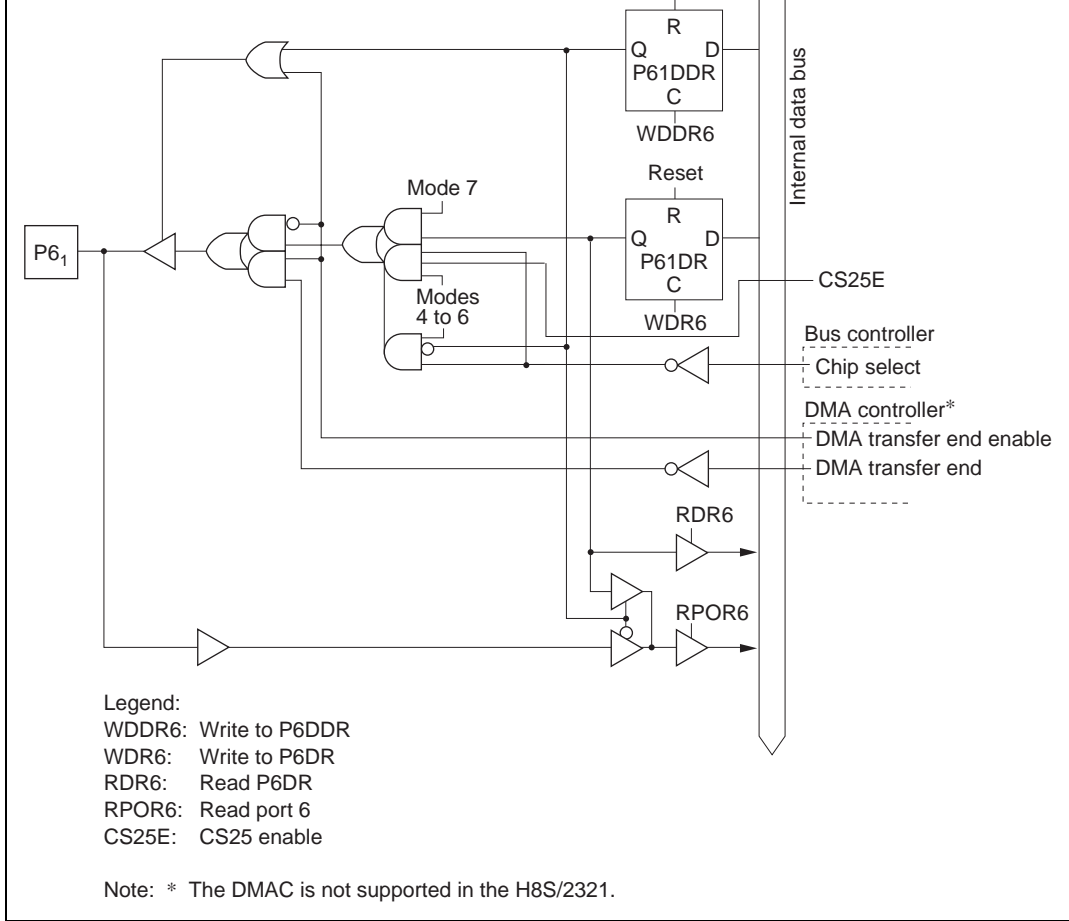 R
Q D
P61DDR
C
WDDR6
Internal data bus
Reset
Mode 7
R
Q D
P61DR
C
WDR6
P6₁
CS25E
Modes
4 to 6
Bus controller
Chip select
DMA controller*
DMA transfer end enable
DMA transfer end
RDR6
RPOR6
Legend:
WDDR6: Write to P6DDR
WDR6: Write to P6DR
RDR6: Read P6DR
RPOR6: Read port 6
CS25E: CS25 enable
Note: * The DMAC is not supported in the H8S/2321.